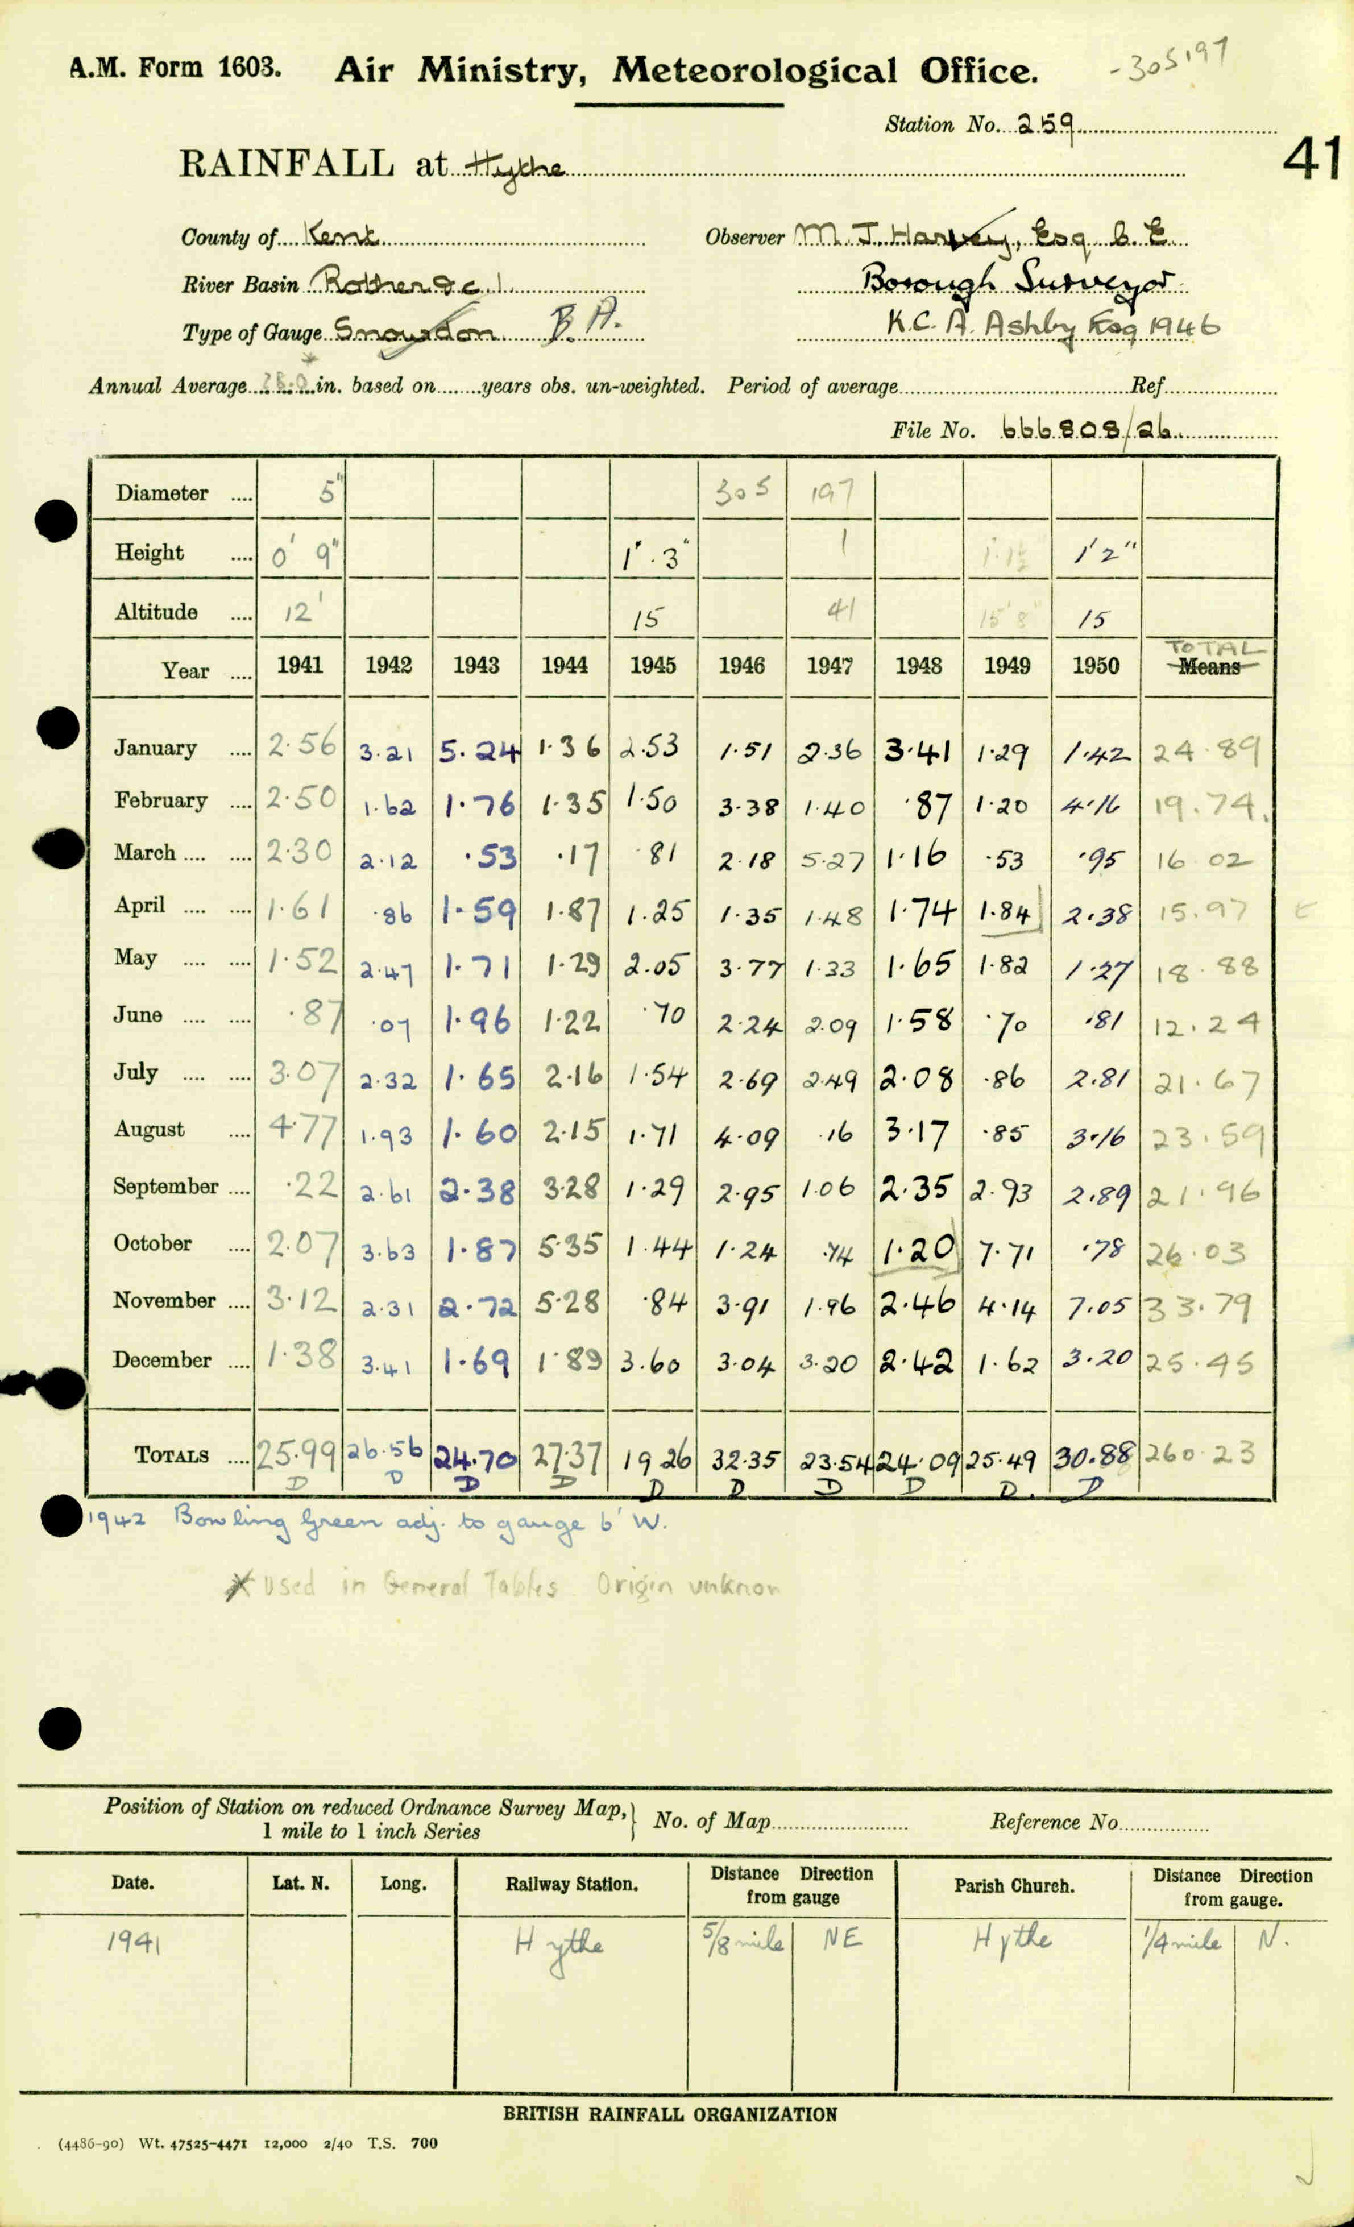 A.M. Form 1603. Air Ministry, Meteorological Office. -305197
Station No. 259
RAINFALL at Hythe 41
County of Kent Observer M. J. Harvey, Esq C. E.
River Basin Rother &c 1 Borough Surveyor
Type of Gauge Snowdon B.A. K.C. A. Ashby Esq 1946
Annual Average 28.0* in. based on years obs. un-weighted. Period of average Ref.
File No. 666808/26
Diameter 5" 305 197
Height 0' 9" 1'. 3" 1 1'.1½" 1'2"
Altitude 12' 15 41 15'8" 15
Year 1941 1942 1943 1944 1945 1946 1947 1948 1949 1950 TOTAL Means
January 2.56 3.21 5.24 1.36 2.53 1.51 2.36 3.41 1.29 1.42 24.89
February 2.50 1.62 1.76 1.35 1.50 3.38 1.40 .87 1.20 4.16 19.74.
March 2.30 2.12 .53 .17 .81 2.18 5.27 1.16 .53 .95 16 02
April 1.61 .86 1.59 1.87 1.25 1.35 1.48 1.74 1.84 2.38 15.97
May 1.52 2.47 1.71 1.29 2.05 3.77 1.33 1.65 1.82 1.27 18.88
June .87 .07 1.96 1.22 .70 2.24 2.09 1.58 .70 .81 12.24
July 3.07 2.32 1.65 2.16 1.54 2.69 2.49 2.08 .86 2.81 21.67
August 4.77 1.93 1.60 2.15 1.71 4.09 .16 3.17 .85 3.16 23.59
September .22 2.61 2.38 3.28 1.29 2.95 1.06 2.35 2.93 2.89 21.96
October 2.07 3.63 1.87 5.35 1.44 1.24 .74 1.20 7.71 .78 26.03
November 3.12 2.31 2.72 5.28 .84 3.91 1.96 2.46 4.14 7.05 33.79
December 1.38 3.41 1.69 1.89 3.60 3.04 3.20 2.42 1.62 3.20 25.45
TOTALS 25.99 26.56 24.70 27.37 19.26 32.35 23.54 24.09 25.49 30.88 260.23
D D D D D D D D D. D
1942 Bowling Green adj. to gauge 6' W.
* Used in General Tables. Origin unknon
Position of Station on reduced Ordnance Survey Map, } No. of Map Reference No.
1 mile to 1 inch Series
Date. Lat. N. Long. Railway Station. Distance Direction from gauge Parish Church. Distance Direction from gauge.
1941 Hythe 5/8 mile NE Hythe 1/4 mile N.
BRITISH RAINFALL ORGANIZATION
(4486-90) Wt. 47525-4471 12,000 2/40 T.S. 700